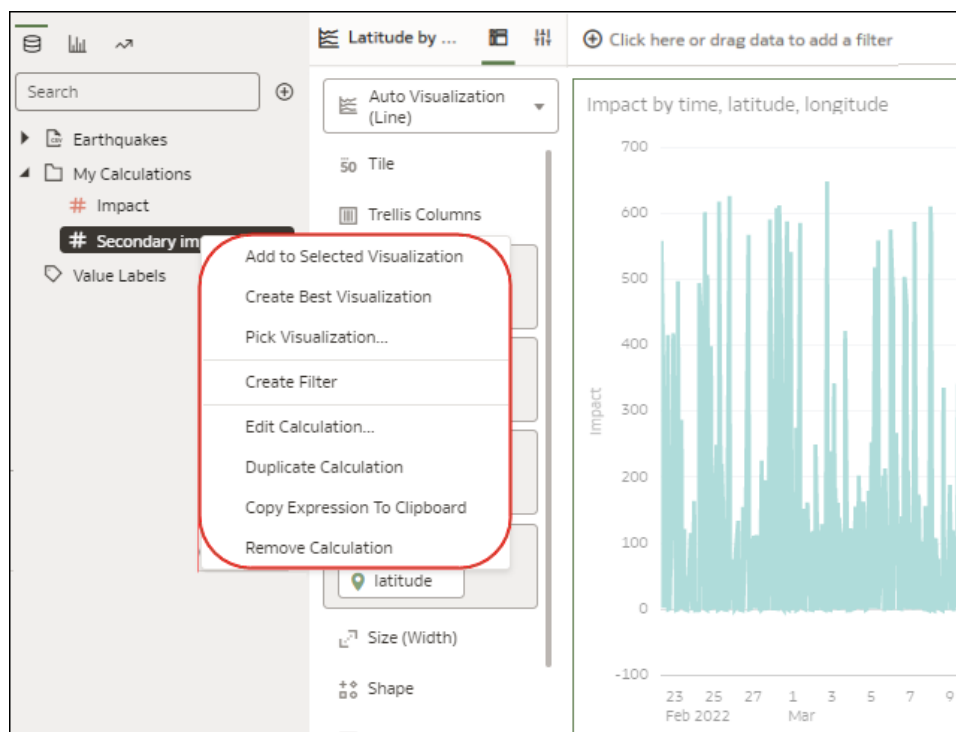 Latitude by ...
Click here or drag data to add a filter
Search
Earthquakes
My Calculations
Impact
Secondary im
Value Labels
Auto Visualization
(Line)
50 Tile
Trellis Columns
Add to Selected Visualization
Create Best Visualization
Pick Visualization...
Create Filter
Edit Calculation...
Duplicate Calculation
Copy Expression To Clipboard
Remove Calculation
latitude
Size (Width)
Shape
Impact by time, latitude, longitude
Impact
700
600
500
400
300
200
100
0
-100
23 25 27 1 3 5 7 9
Feb 2022 Mar